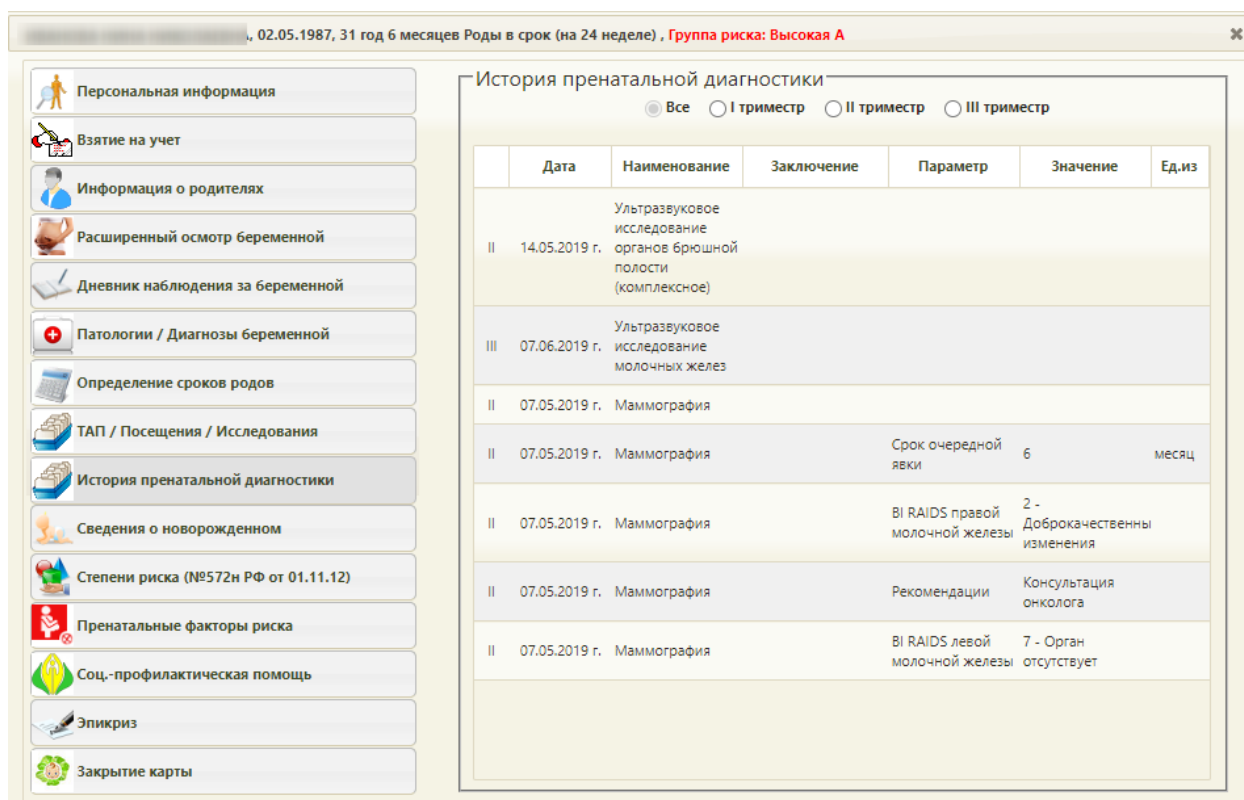 , 02.05.1987, 31 год 6 месяцев Роды в срок (на 24 неделе) , Группа риска: Высокая А
Персональная информация
Взятие на учет
Информация о родителях
Расширенный осмотр беременной
Дневник наблюдения за беременной
Патологии / Диагнозы беременной
Определение сроков родов
ТАП / Посещения / Исследования
История пренатальной диагностики
Сведения о новорожденном
Степени риска (№572н РФ от 01.11.12)
Пренатальные факторы риска
Соц.-профилактическая помощь
Эпикриз
Закрытие карты
История пренатальной диагностики
Все I триместр II триместр III триместр
Дата Наименование Заключение Параметр Значение Ед.из
Ультразвуковое
исследование
II 14.05.2019 г. органов брюшной
полости
(комплексное)
Ультразвуковое
III 07.06.2019 г. исследование
молочных желез
II 07.05.2019 г. Маммография
II 07.05.2019 г. Маммография Срок очередной явки 6 месяц
II 07.05.2019 г. Маммография BI RAIDS правой молочной железы 2 - Доброкачественны изменения
II 07.05.2019 г. Маммография Рекомендации Консультация онколога
II 07.05.2019 г. Маммография BI RAIDS левой молочной железы 7 - Орган отсутствует